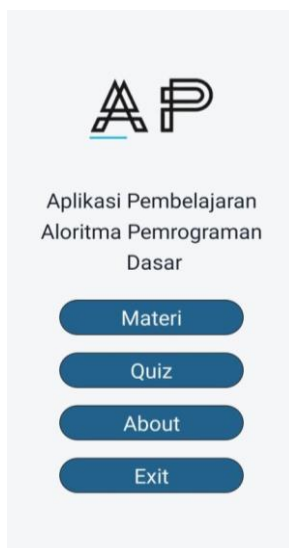 AP
Aplikasi Pembelajaran
Aloritma Pemrograman
Dasar
Materi
Quiz
About
Exit